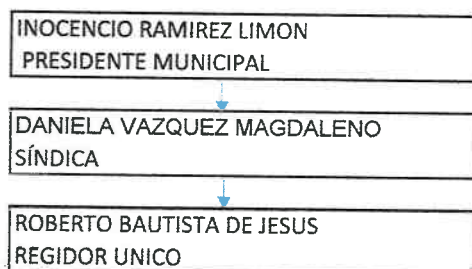 INOCENCIO RAMIREZ LIMON
PRESIDENTE MUNICIPAL
DANIELA VAZQUEZ MAGDALENO
SÍNDICA
ROBERTO BAUTISTA DE JESUS
REGIDOR UNICO